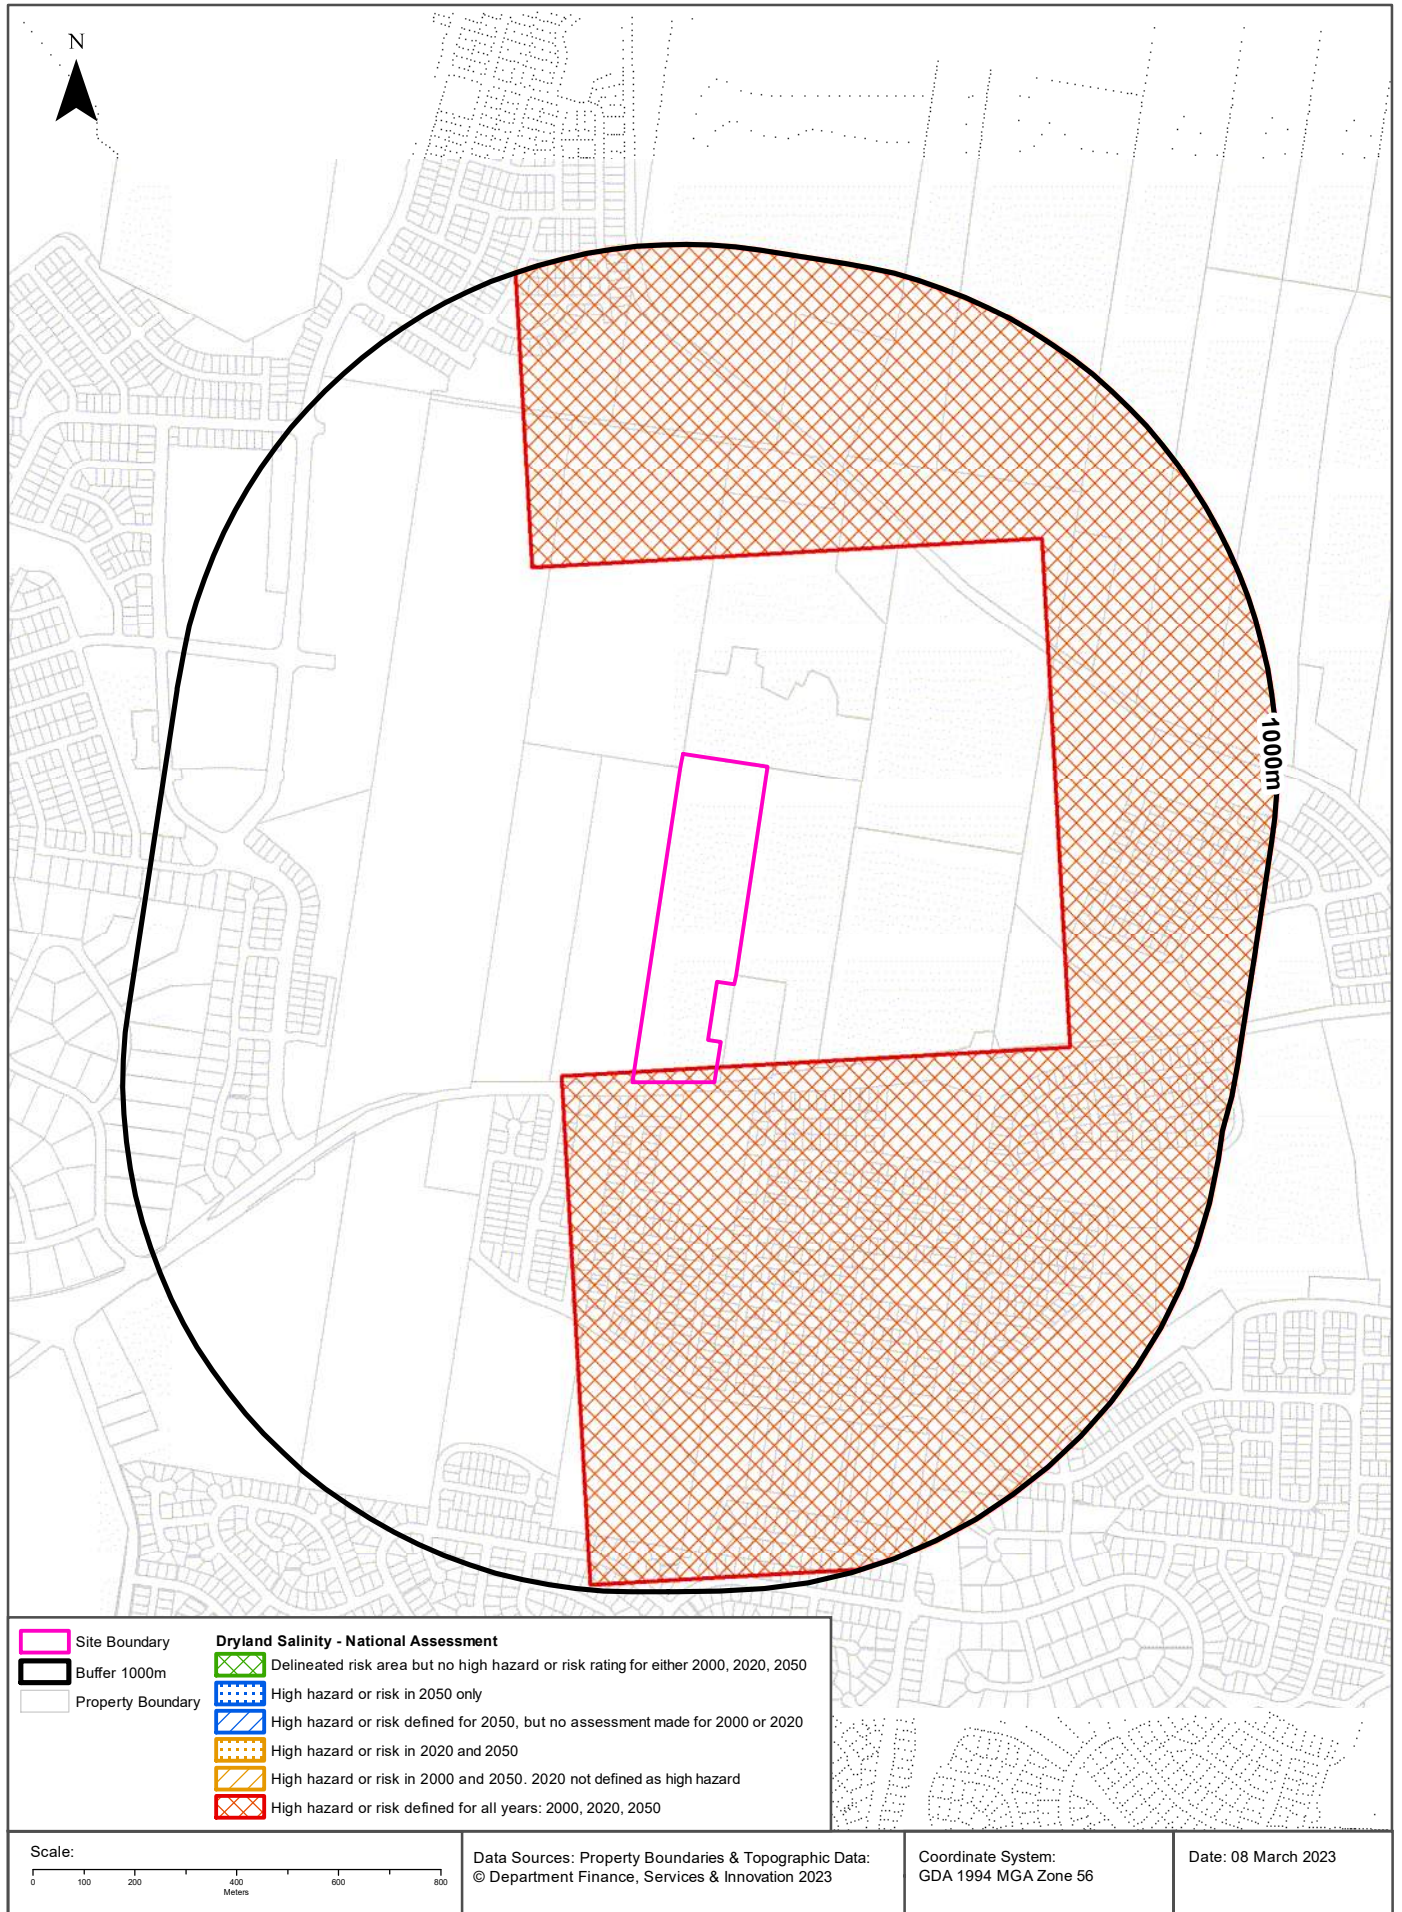 N
1000m
Site Boundary
Buffer 1000m
Property Boundary
Dryland Salinity - National Assessment
Delineated risk area but no high hazard or risk rating for either 2000, 2020, 2050
High hazard or risk in 2050 only
High hazard or risk defined for 2050, but no assessment made for 2000 or 2020
High hazard or risk in 2020 and 2050
High hazard or risk in 2000 and 2050. 2020 not defined as high hazard
High hazard or risk defined for all years: 2000, 2020, 2050
Scale:
0 100 200 400 600 800
Meters
Data Sources: Property Boundaries & Topographic Data:
© Department Finance, Services & Innovation 2023
Coordinate System:
GDA 1994 MGA Zone 56
Date: 08 March 2023